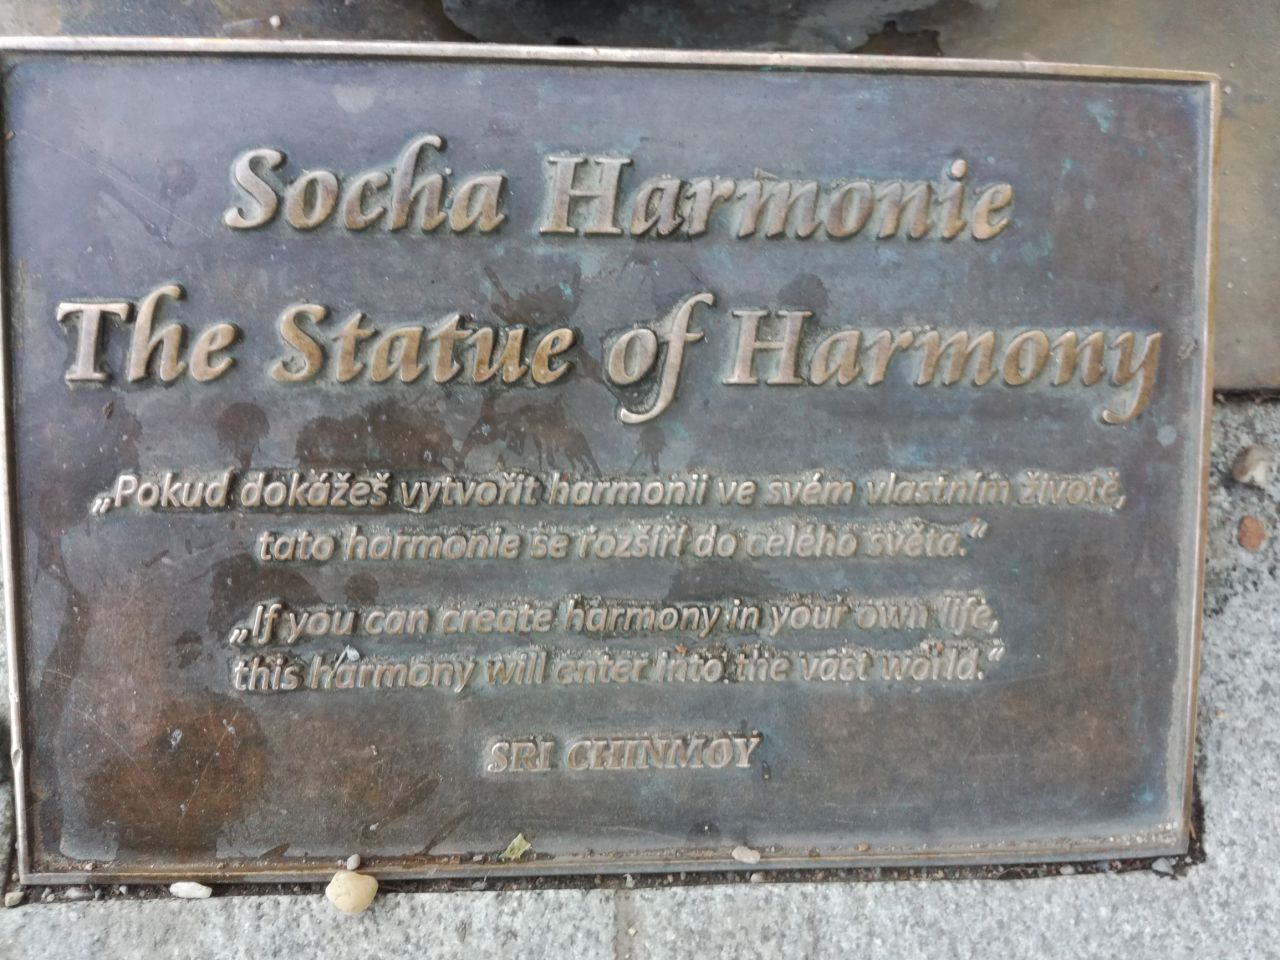 Socha Harmonie
The Statue of Harmony
„Pokud dokážeš vytvořit harmonii ve svém vlastním životě,
tato harmonie se rozšíří do celého světa.“
„If you can create harmony in your own life,
this harmony will enter into the vast world.“
SRI CHINMOY